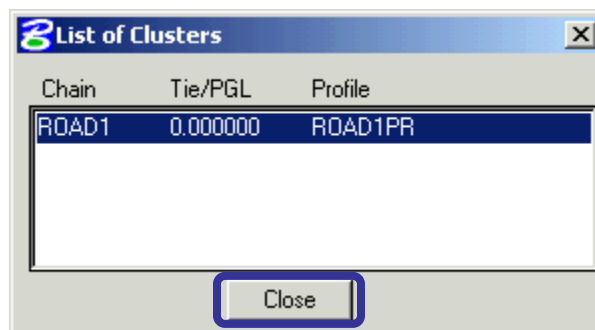 List of Clusters
Chain Tie/PGL Profile
ROAD1 0.000000 ROAD1PR
Close